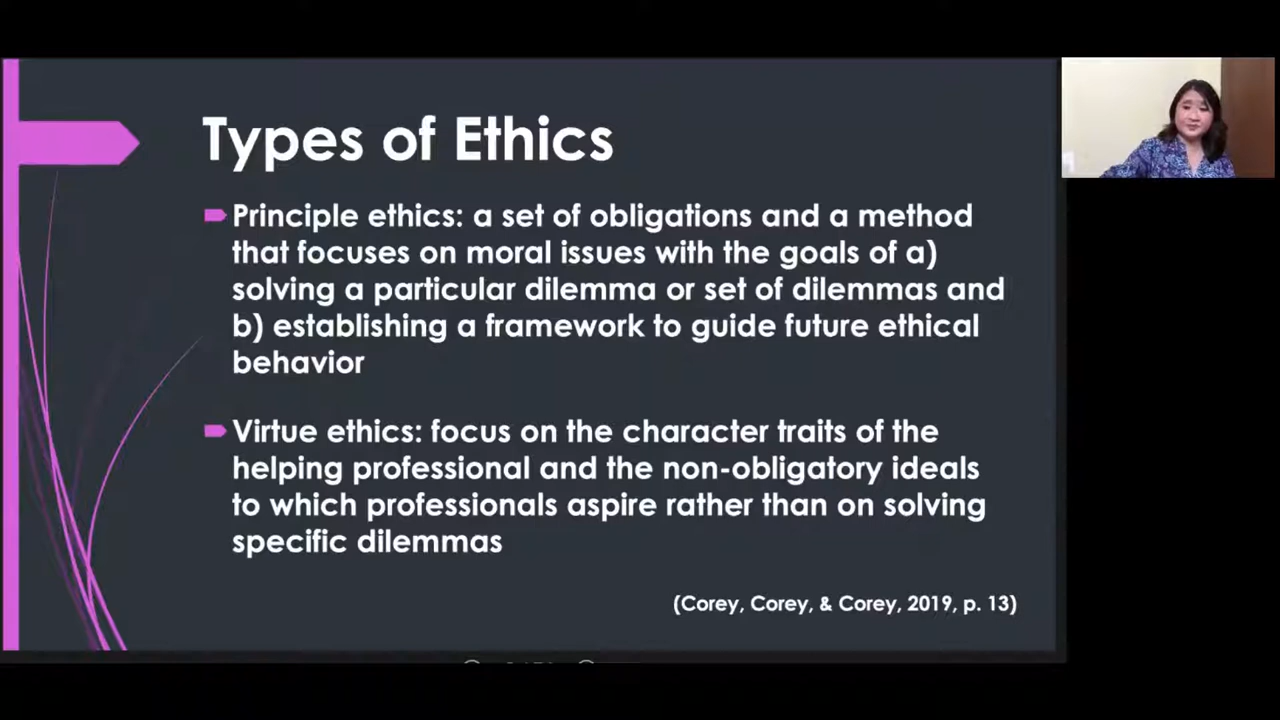 Types of Ethics
Principle ethics: a set of obligations and a method
that focuses on moral issues with the goals of a)
solving a particular dilemma or set of dilemmas and
b) establishing a framework to guide future ethical
behavior
Virtue ethics: focus on the character traits of the
helping professional and the non-obligatory ideals
to which professionals aspire rather than on solving
specific dilemmas
(Corey, Corey, & Corey, 2019, p. 13)